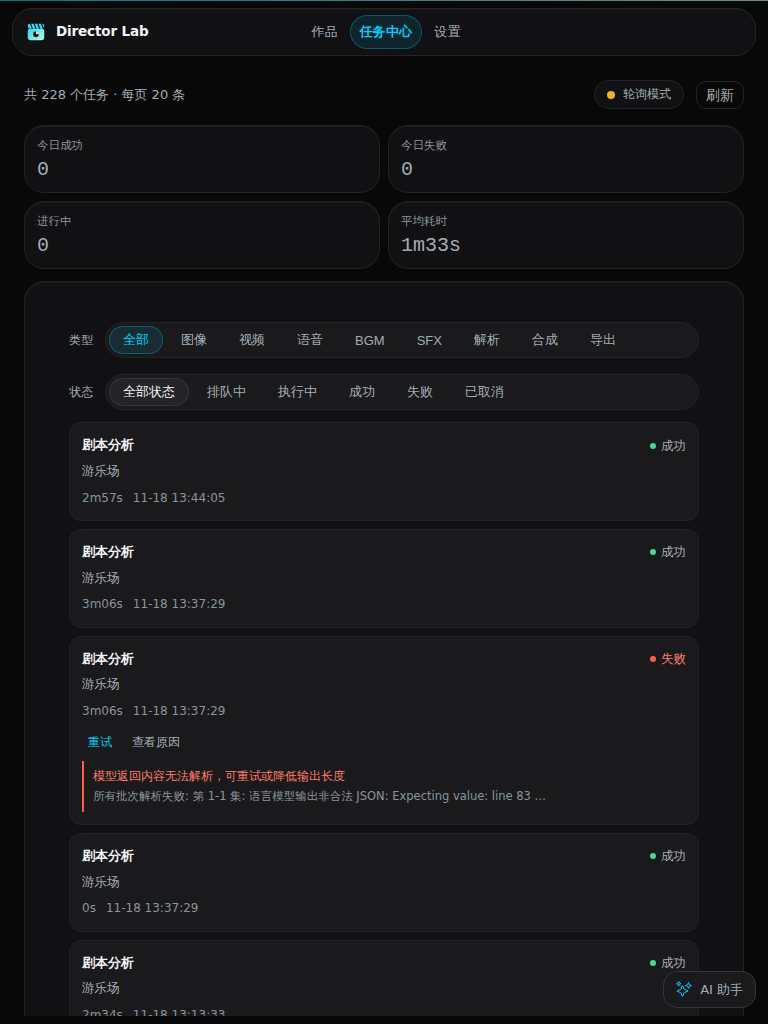 Director Lab
作品
任务中心
设置
共 228 个任务 · 每页 20 条
轮询模式
刷新
今日成功
0
今日失败
0
进行中
0
平均耗时
1m33s
类型 全部 图像 视频 语音 BGM SFX 解析 合成 导出
状态 全部状态 排队中 执行中 成功 失败 已取消
剧本分析 成功
游乐场
2m57s 11-18 13:44:05
剧本分析 成功
游乐场
3m06s 11-18 13:37:29
剧本分析 失败
游乐场
3m06s 11-18 13:37:29
重试 查看原因
模型返回内容无法解析，可重试或降低输出长度
所有批次解析失败: 第 1-1 集: 语言模型输出非合法 JSON: Expecting value: line 83 ...
剧本分析 成功
游乐场
0s 11-18 13:37:29
剧本分析 成功
游乐场
2m34s 11-18 13:13:33
AI 助手